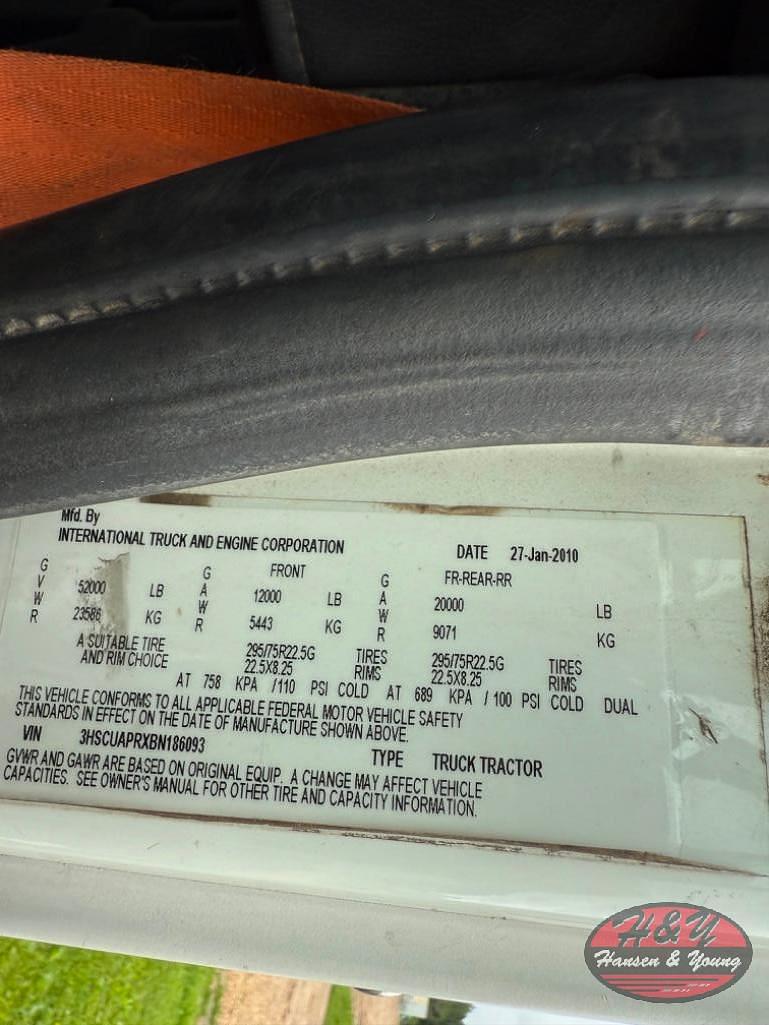 Mfd. By
INTERNATIONAL TRUCK AND ENGINE CORPORATION DATE 27-Jan-2010
GVWR 52000 LB GAWR FRONT 12000 LB GAWR FR-REAR-RR 20000 LB
23586 KG 5443 KG 9071 KG
A SUITABLE TIRE 295/75R22.5G TIRES 295/75R22.5G TIRES
AND RIM CHOICE 22.5X8.25 RIMS 22.5X8.25 RIMS
AT 758 KPA /110 PSI COLD AT 689 KPA / 100 PSI COLD DUAL
THIS VEHICLE CONFORMS TO ALL APPLICABLE FEDERAL MOTOR VEHICLE SAFETY
STANDARDS IN EFFECT ON THE DATE OF MANUFACTURE SHOWN ABOVE.
VIN 3HSCUAPRXBN186093 TYPE TRUCK TRACTOR
GVWR AND GAWR ARE BASED ON ORIGINAL EQUIP. A CHANGE MAY AFFECT VEHICLE
CAPACITIES. SEE OWNER'S MANUAL FOR OTHER TIRE AND CAPACITY INFORMATION.
H&Y
Hansen & Young